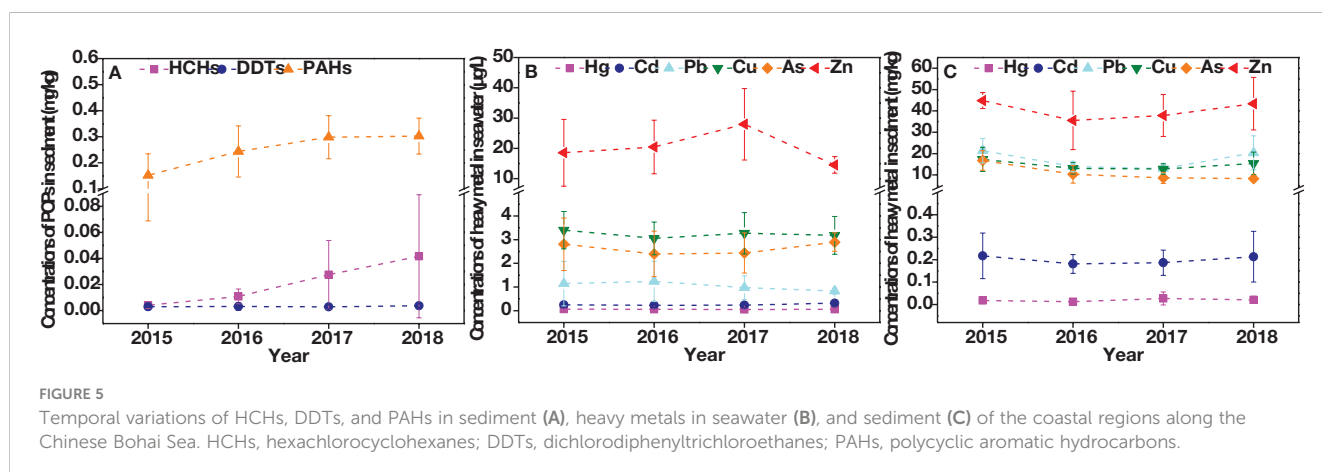 A HCHs DDTs PAHs
Concentrations of POPs in sediment (mg/kg)
0.6
0.5
0.4
0.3
0.2
0.1
0.08
0.06
0.04
0.02
0.00
2015 2016 2017 2018
Year
B Hg Cd Pb Cu As Zn
Concentrations of heavy metal in seawater (μg/L)
50
40
30
20
10
4
3
2
1
0
2015 2016 2017 2018
Year
C Hg Cd Pb Cu As Zn
Concentrations of heavy metal in sediment (mg/kg)
60
50
40
30
20
10
0.4
0.3
0.2
0.1
0.0
2015 2016 2017 2018
Year
FIGURE 5
Temporal variations of HCHs, DDTs, and PAHs in sediment (A), heavy metals in seawater (B), and sediment (C) of the coastal regions along the
Chinese Bohai Sea. HCHs, hexachlorocyclohexanes; DDTs, dichlorodiphenyltrichloroethanes; PAHs, polycyclic aromatic hydrocarbons.